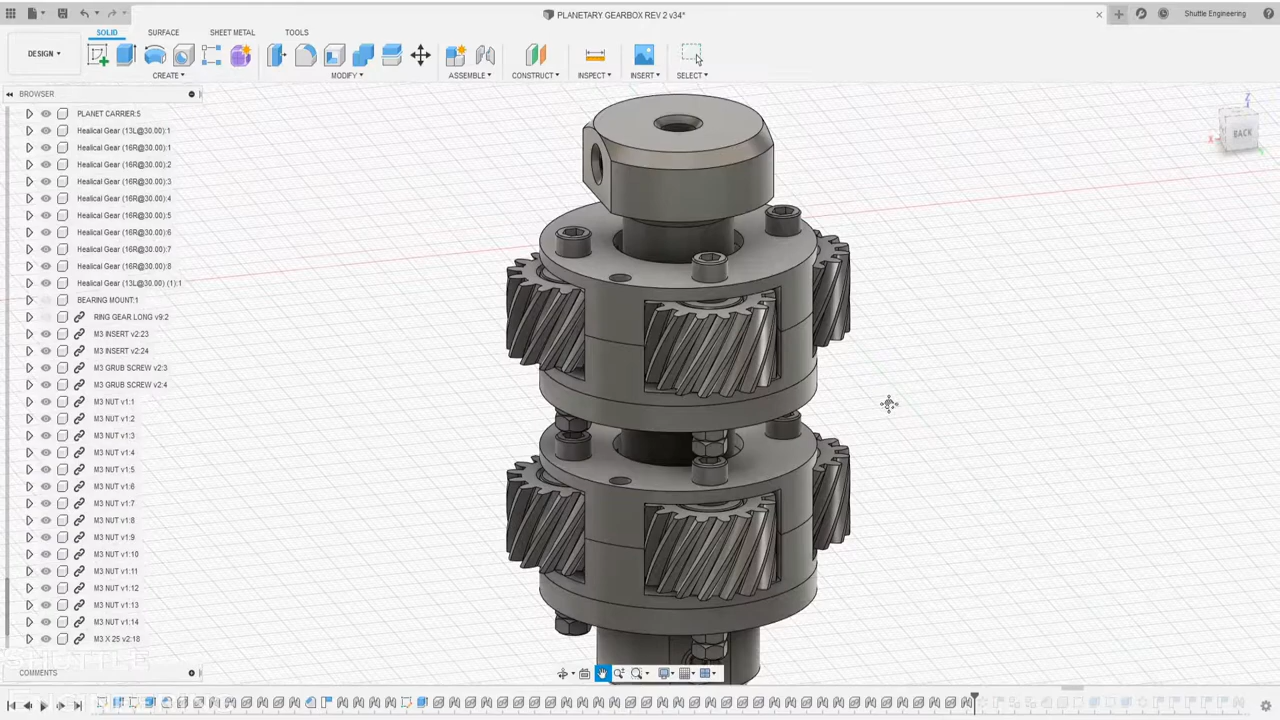 PLANETARY GEARBOX REV 2 v34*
Shuttle Engineering
DESIGN
SOLID SURFACE SHEET METAL TOOLS
CREATE MODIFY ASSEMBLE CONSTRUCT INSPECT INSERT SELECT
BROWSER
PLANET CARRIER:5
Healical Gear (13L@30.00):1
Healical Gear (16R@30.00):1
Healical Gear (16R@30.00):2
Healical Gear (16R@30.00):3
Healical Gear (16R@30.00):4
Healical Gear (16R@30.00):5
Healical Gear (16R@30.00):6
Healical Gear (16R@30.00):7
Healical Gear (16R@30.00):8
Healical Gear (13L@30.00) (1):1
BEARING MOUNT:1
RING GEAR LONG v9:2
M3 INSERT v2:23
M3 INSERT v2:24
M3 GRUB SCREW v2:3
M3 GRUB SCREW v2:4
M3 NUT v1:1
M3 NUT v1:2
M3 NUT v1:3
M3 NUT v1:4
M3 NUT v1:5
M3 NUT v1:6
M3 NUT v1:7
M3 NUT v1:8
M3 NUT v1:9
M3 NUT v1:10
M3 NUT v1:11
M3 NUT v1:12
M3 NUT v1:13
M3 NUT v1:14
M3 X 25 v2:18
SHUTTLE
COMMENTS
ENGINEERING
Z
BACK
X
Y